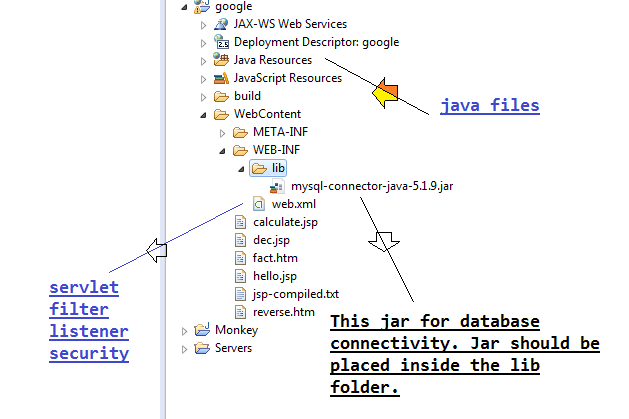 google
JAX-WS Web Services
2.5 Deployment Descriptor: google
Java Resources
JavaScript Resources
build
WebContent
META-INF
WEB-INF
lib
mysql-connector-java-5.1.9.jar
web.xml
calculate.jsp
dec.jsp
fact.htm
hello.jsp
jsp-compiled.txt
reverse.htm
Monkey
Servers
java files
servlet
filter
listener
security
This jar for database
connectivity. Jar should be
placed inside the lib
folder.